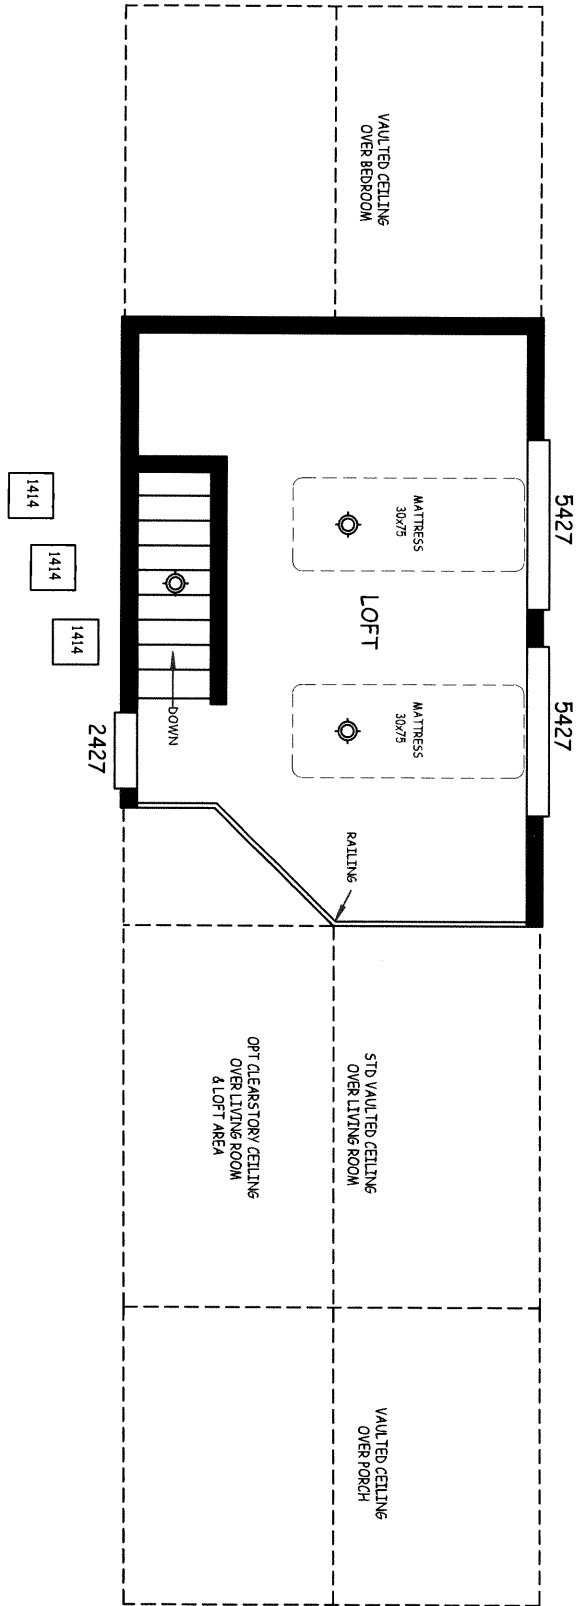 VAULTED CEILING
OVER BEDROOM
5427
5427
MATTRESS
30x75
MATTRESS
30x75
LOFT
1414
1414
1414
DOWN
2427
RAILING
STD VAULTED CEILING
OVER LIVING ROOM
OPT CLEARSTORY CEILING
OVER LIVING ROOM
& LOFT AREA
VAULTED CEILING
OVER PORCH